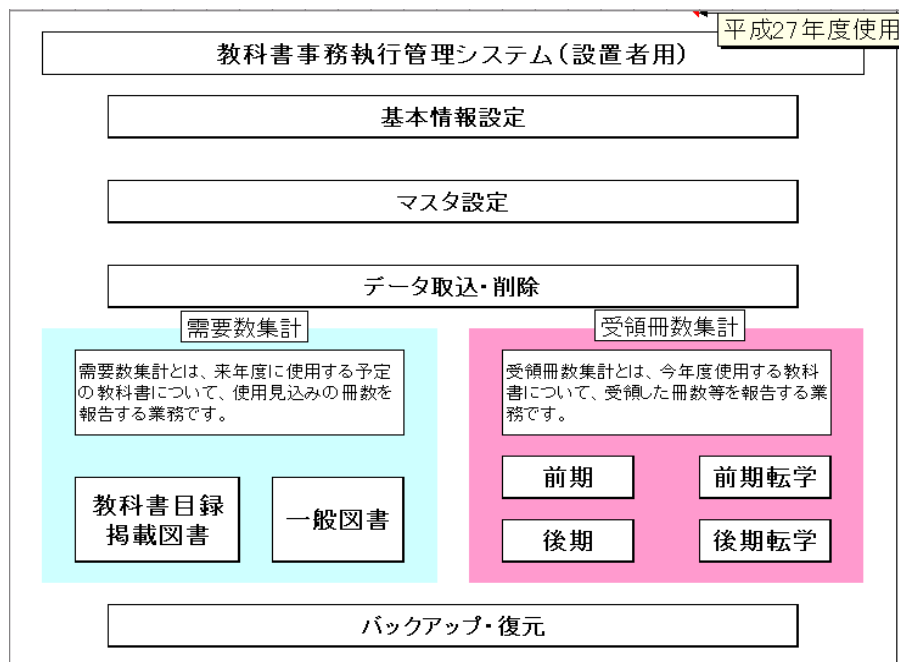 平成27年度使用
教科書事務執行管理システム(設置者用)
基本情報設定
マスタ設定
データ取込・削除
需要数集計
需要数集計とは、来年度に使用する予定
の教科書について、使用見込みの冊数を
報告する業務です。
教科書目録
掲載図書
一般図書
受領冊数集計
受領冊数集計とは、今年度使用する教科
書について、受領した冊数等を報告する業
務です。
前期
前期転学
後期
後期転学
バックアップ・復元